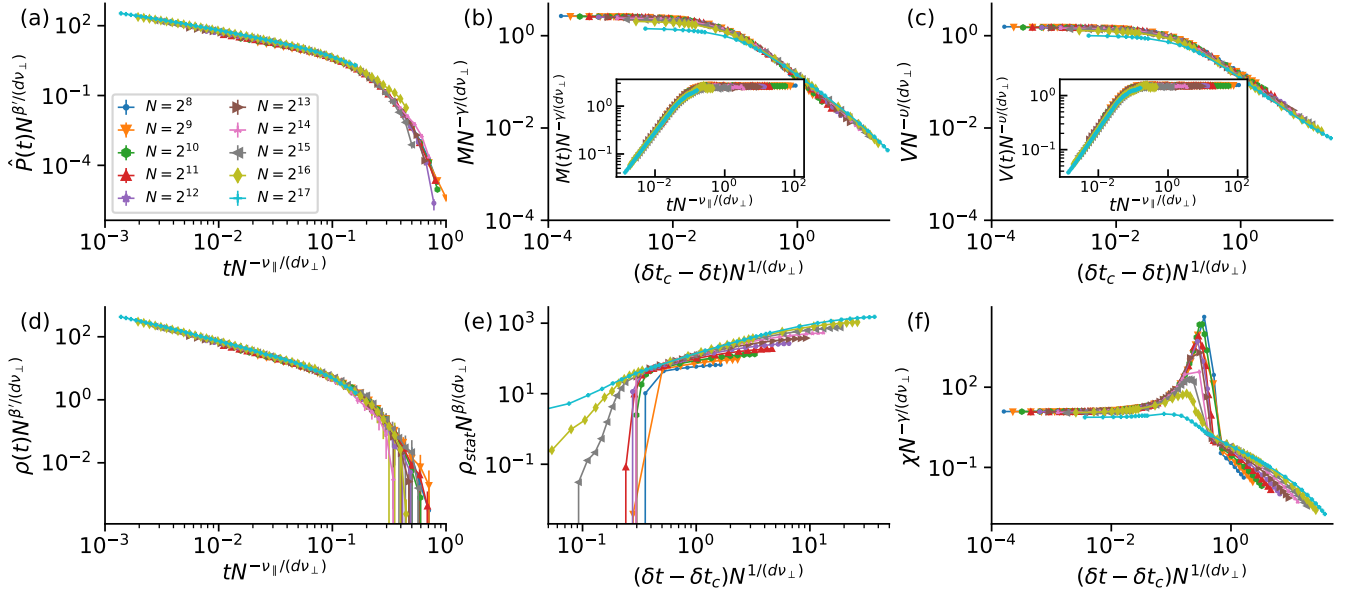 (a)
P̂(t)N^{β′/(dν⊥)}
10^2
10^{-1}
10^{-4}
N = 2^8
N = 2^9
N = 2^{10}
N = 2^{11}
N = 2^{12}
N = 2^{13}
N = 2^{14}
N = 2^{15}
N = 2^{16}
N = 2^{17}
10^{-3} 10^{-2} 10^{-1} 10^0
tN^{-ν∥/(dν⊥)}
(b)
MN^{-γ/(dν⊥)}
10^0
10^{-2}
10^{-4}
M(t)N^{-γ/(dν⊥)}
10^0
10^{-1}
10^{-2} 10^0 10^2
tN^{-ν∥/(dν⊥)}
10^{-4} 10^{-2} 10^0
(δt_c − δt)N^{1/(dν⊥)}
(c)
VN^{-υ/(dν⊥)}
10^0
10^{-2}
10^{-4}
V(t)N^{-υ/(dν⊥)}
10^0
10^{-1}
10^{-2} 10^0 10^2
tN^{-ν∥/(dν⊥)}
10^{-4} 10^{-2} 10^0
(δt_c − δt)N^{1/(dν⊥)}
(d)
ρ(t)N^{β′/(dν⊥)}
10^2
10^0
10^{-2}
10^{-3} 10^{-2} 10^{-1} 10^0
tN^{-ν∥/(dν⊥)}
(e)
ρ_{stat}N^{β/(dν⊥)}
10^3
10^1
10^{-1}
10^{-1} 10^0 10^1
(δt − δt_c)N^{1/(dν⊥)}
(f)
χN^{-γ/(dν⊥)}
10^2
10^{-1}
10^{-4} 10^{-2} 10^0
(δt − δt_c)N^{1/(dν⊥)}